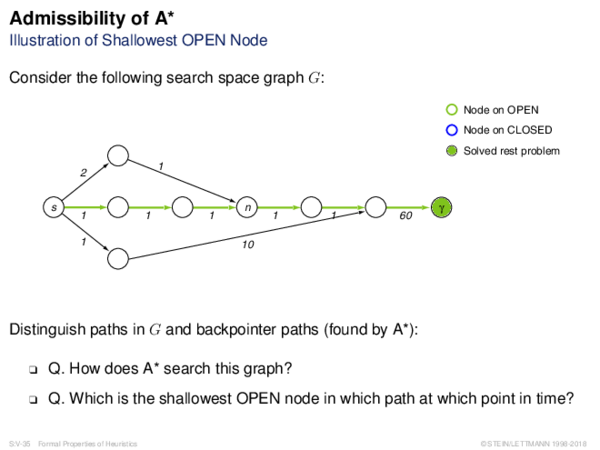 Admissibility of A*
Illustration of Shallowest OPEN Node
Consider the following search space graph G:
Node on OPEN
Node on CLOSED
Solved rest problem
2
1
s
1
1
1
n
1
1
60
γ
1
10
Distinguish paths in G and backpointer paths (found by A*):
❑ Q. How does A* search this graph?
❑ Q. Which is the shallowest OPEN node in which path at which point in time?
S:V-35 Formal Properties of Heuristics
©STEIN/LETTMANN 1998-2018